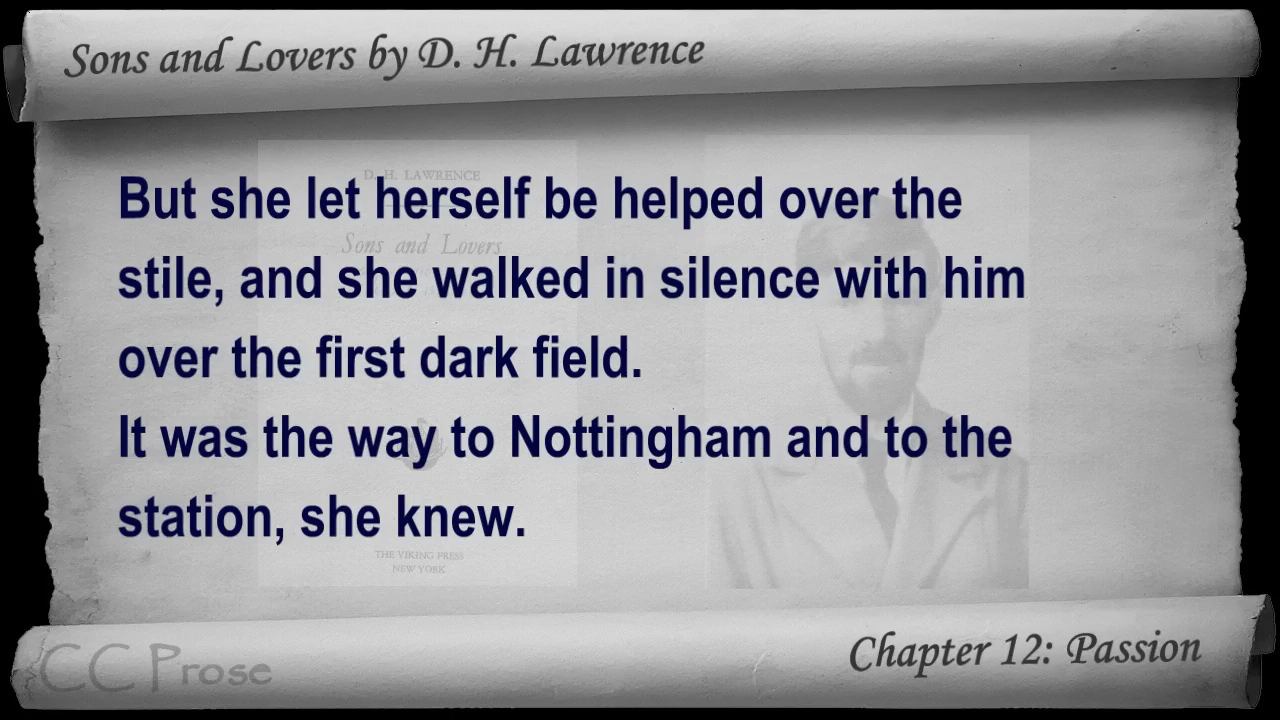 Sons and Lovers by D. H. Lawrence
D. H. LAWRENCE
Sons and Lovers
But she let herself be helped over the
stile, and she walked in silence with him
over the first dark field.
It was the way to Nottingham and to the
station, she knew.
THE VIKING PRESS
NEW YORK
CC Prose
Chapter 12: Passion